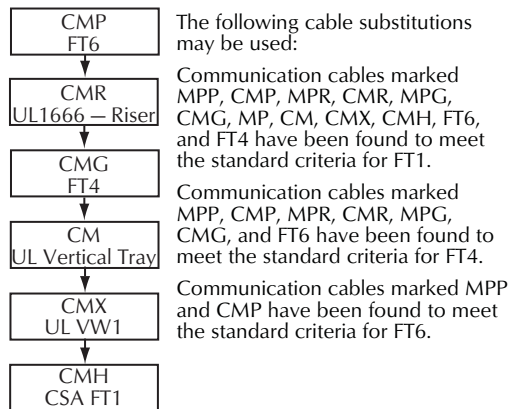 CMP
FT6
CMR
UL1666 – Riser
CMG
FT4
CM
UL Vertical Tray
CMX
UL VW1
CMH
CSA FT1
The following cable substitutions
may be used:
Communication cables marked
MPP, CMP, MPR, CMR, MPG,
CMG, MP, CM, CMX, CMH, FT6,
and FT4 have been found to meet
the standard criteria for FT1.
Communication cables marked
MPP, CMP, MPR, CMR, MPG,
CMG, and FT6 have been found to
meet the standard criteria for FT4.
Communication cables marked MPP
and CMP have been found to meet
the standard criteria for FT6.